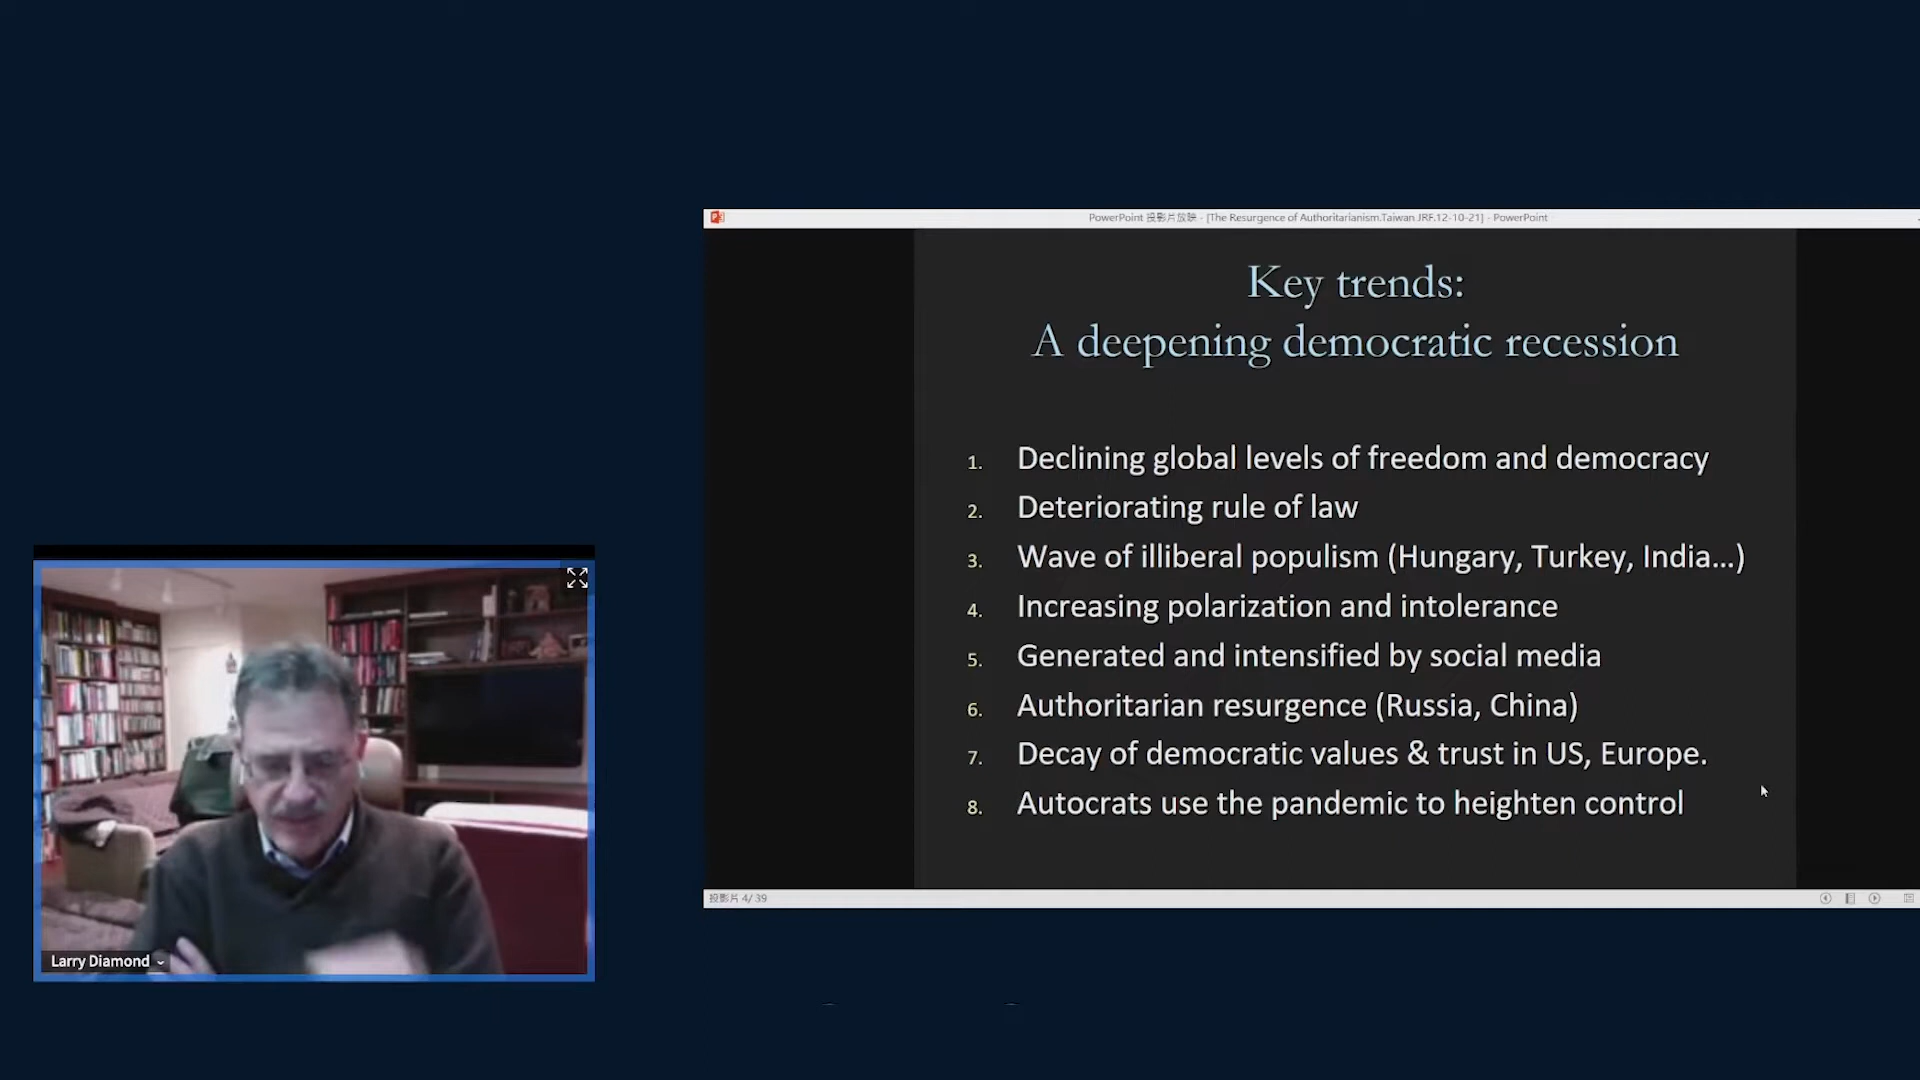 PowerPoint 投影片放映 - [The Resurgence of Authoritarianism.Taiwan JRF.12-10-21] - PowerPoint
Key trends:
A deepening democratic recession
1. Declining global levels of freedom and democracy
2. Deteriorating rule of law
3. Wave of illiberal populism (Hungary, Turkey, India...)
4. Increasing polarization and intolerance
5. Generated and intensified by social media
6. Authoritarian resurgence (Russia, China)
7. Decay of democratic values & trust in US, Europe.
8. Autocrats use the pandemic to heighten control
投影片 4/ 39
Larry Diamond